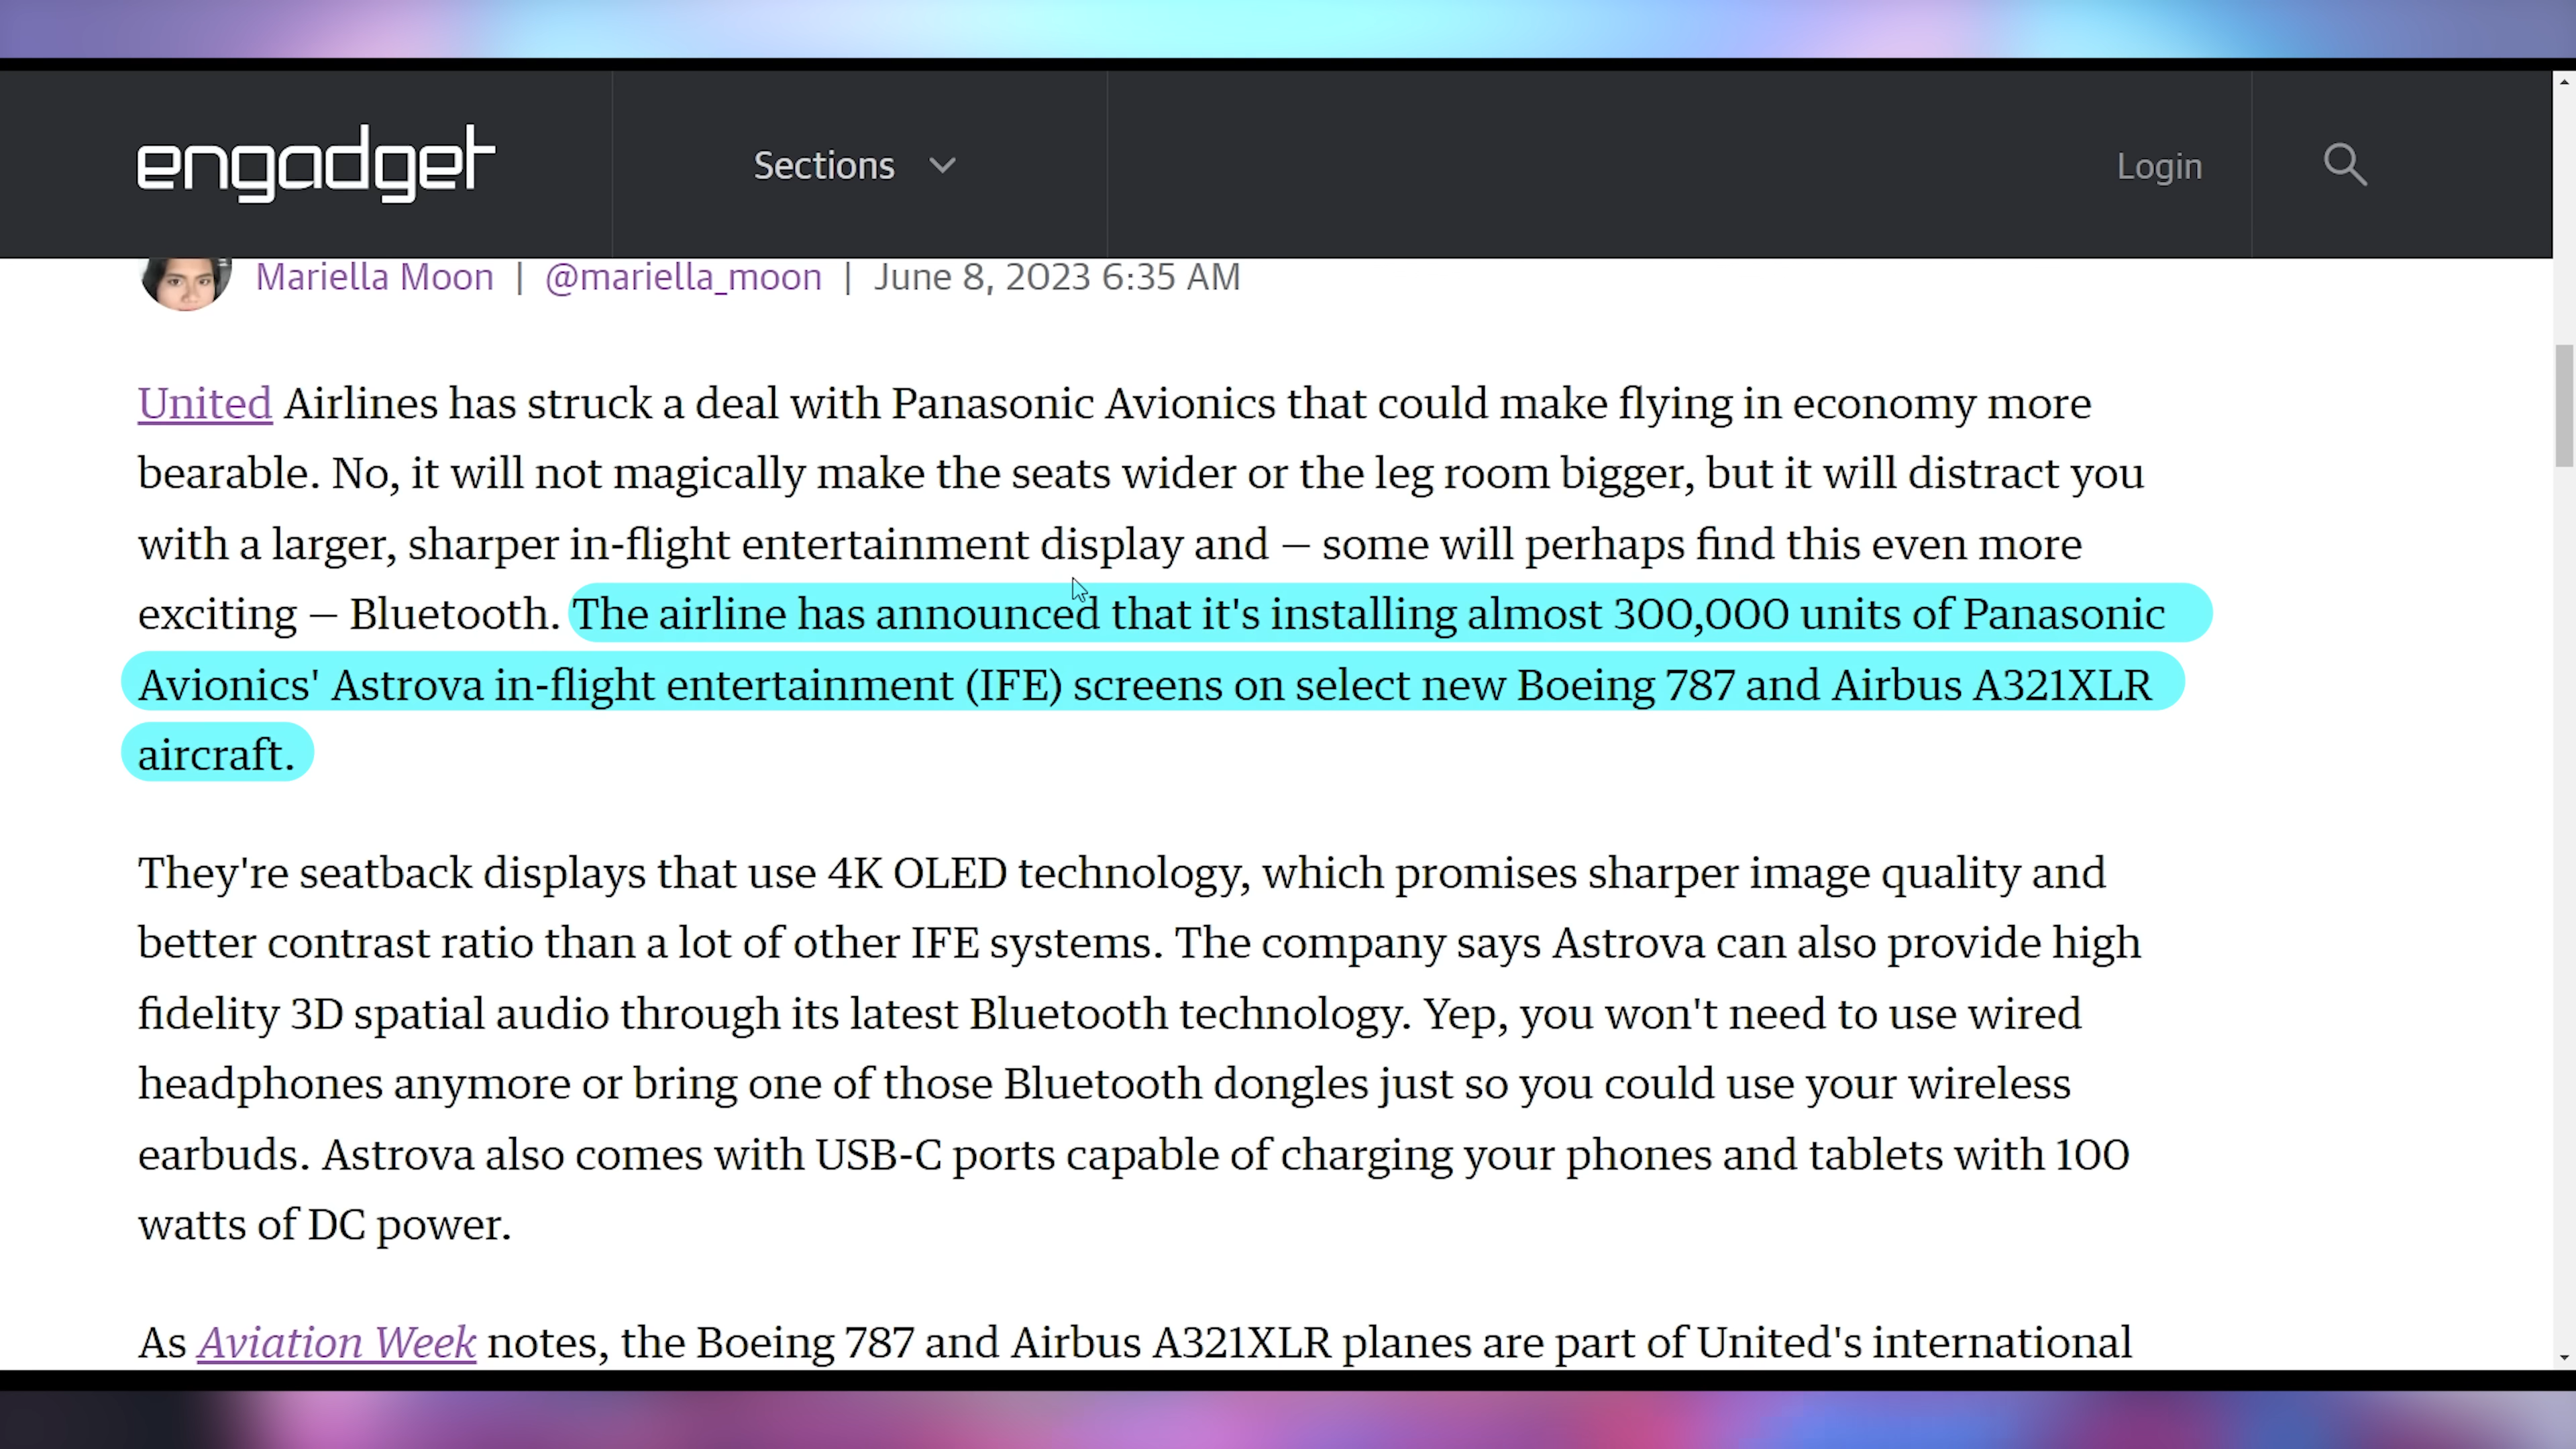 engadget
Sections
Login
Mariella Moon | @mariella_moon | June 8, 2023 6:35 AM
United Airlines has struck a deal with Panasonic Avionics that could make flying in economy more
bearable. No, it will not magically make the seats wider or the leg room bigger, but it will distract you
with a larger, sharper in-flight entertainment display and — some will perhaps find this even more
exciting — Bluetooth. The airline has announced that it's installing almost 300,000 units of Panasonic
Avionics' Astrova in-flight entertainment (IFE) screens on select new Boeing 787 and Airbus A321XLR
aircraft.
They're seatback displays that use 4K OLED technology, which promises sharper image quality and
better contrast ratio than a lot of other IFE systems. The company says Astrova can also provide high
fidelity 3D spatial audio through its latest Bluetooth technology. Yep, you won't need to use wired
headphones anymore or bring one of those Bluetooth dongles just so you could use your wireless
earbuds. Astrova also comes with USB-C ports capable of charging your phones and tablets with 100
watts of DC power.
As Aviation Week notes, the Boeing 787 and Airbus A321XLR planes are part of United's international